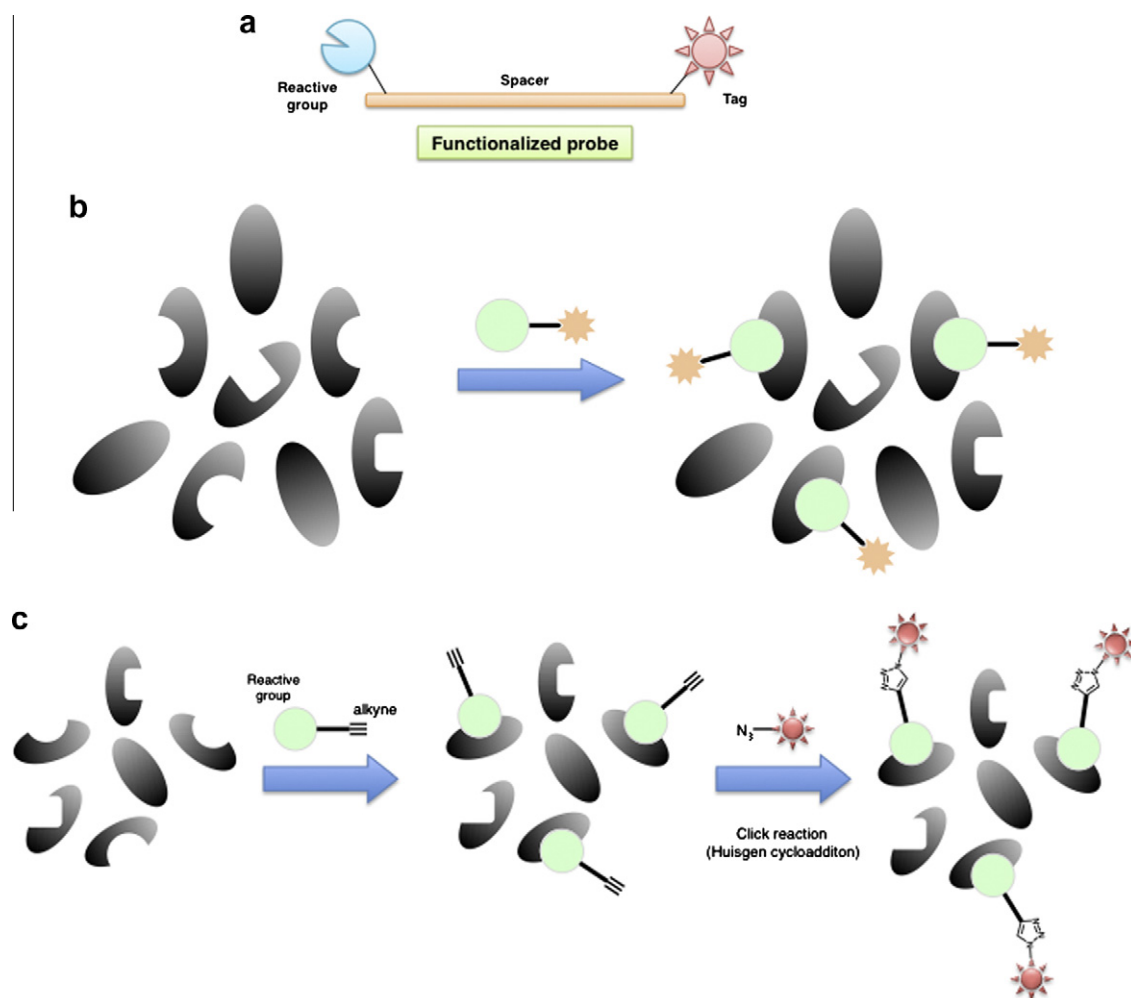 a
Reactive
group
Spacer
Tag
Functionalized probe
b
c
Reactive
group
alkyne
N3
Click reaction
(Huisgen cycloadditon)
N
N
N
N
N
N
N
N
N